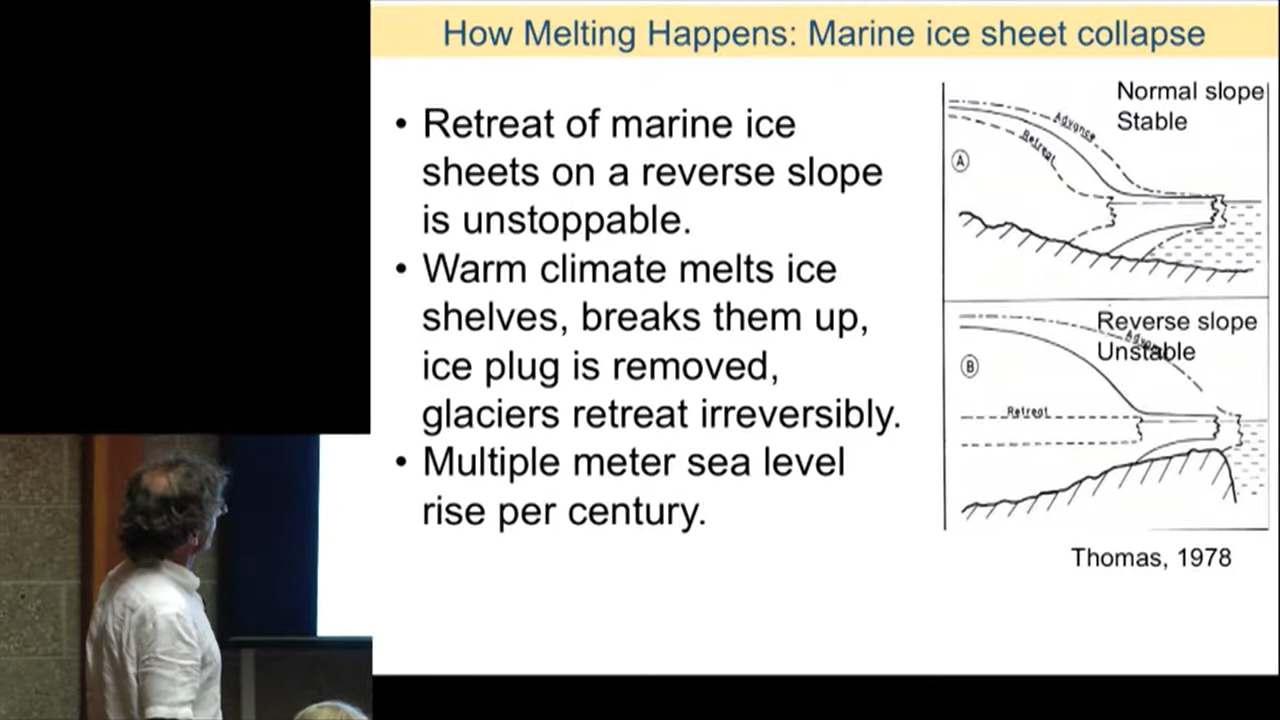 How Melting Happens: Marine ice sheet collapse
• Retreat of marine ice
sheets on a reverse slope
is unstoppable.
• Warm climate melts ice
shelves, breaks them up,
ice plug is removed,
glaciers retreat irreversibly.
• Multiple meter sea level
rise per century.
Normal slope
Stable
Advance
Retreat
A
Reverse slope
Advance
Unstable
B
Retreat
Thomas, 1978